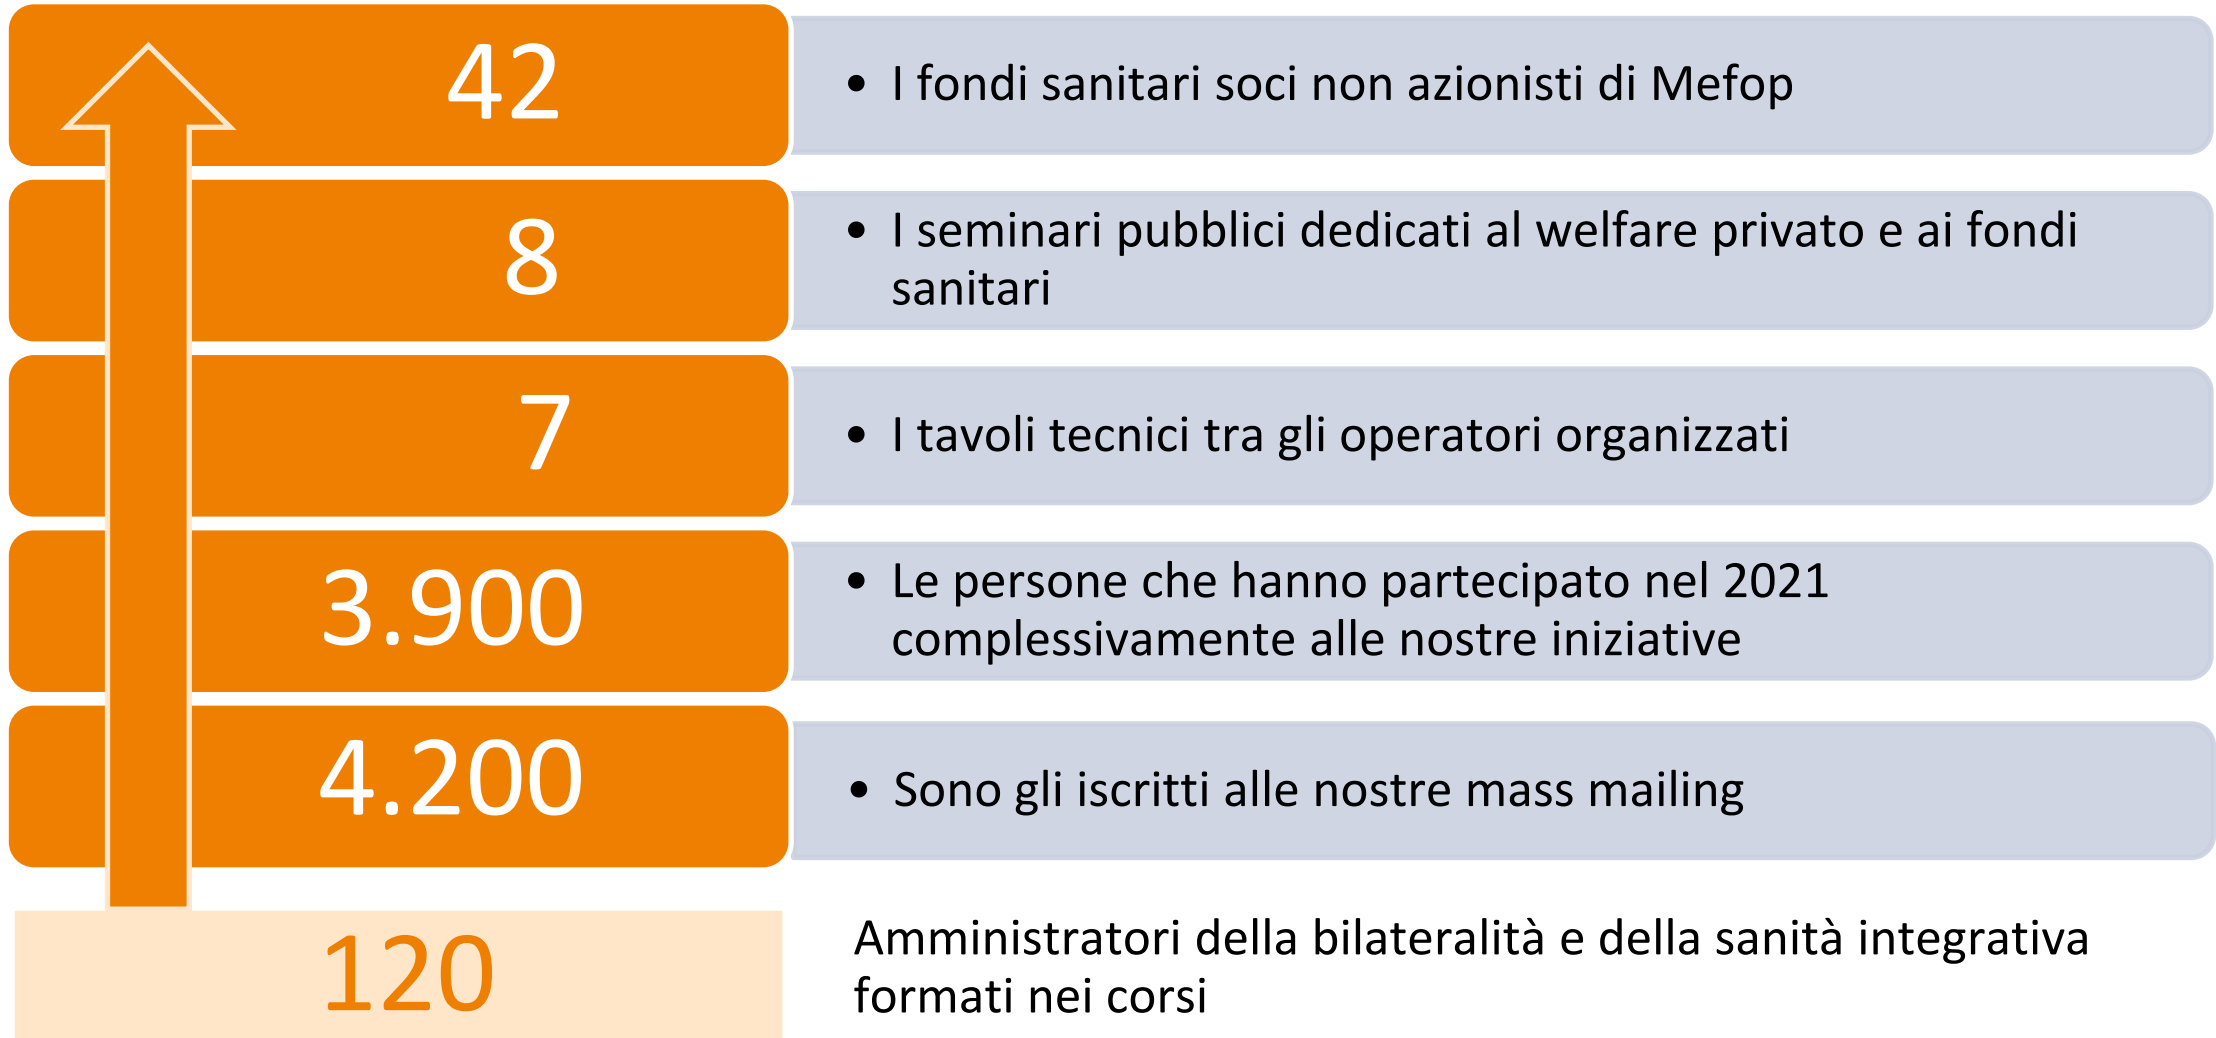 42
• I fondi sanitari soci non azionisti di Mefop
8
• I seminari pubblici dedicati al welfare privato e ai fondi
sanitari
7
• I tavoli tecnici tra gli operatori organizzati
3.900
• Le persone che hanno partecipato nel 2021
complessivamente alle nostre iniziative
4.200
• Sono gli iscritti alle nostre mass mailing
120
Amministratori della bilateralità e della sanità integrativa
formati nei corsi